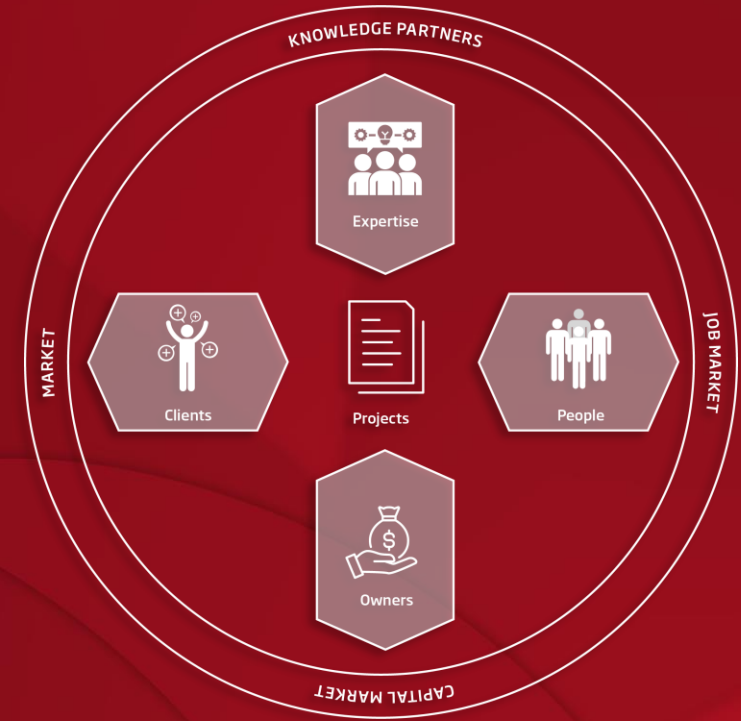 KNOWLEDGE PARTNERS
Expertise
MARKET
Clients
Projects
People
JOB MARKET
$
Owners
CAPITAL MARKET